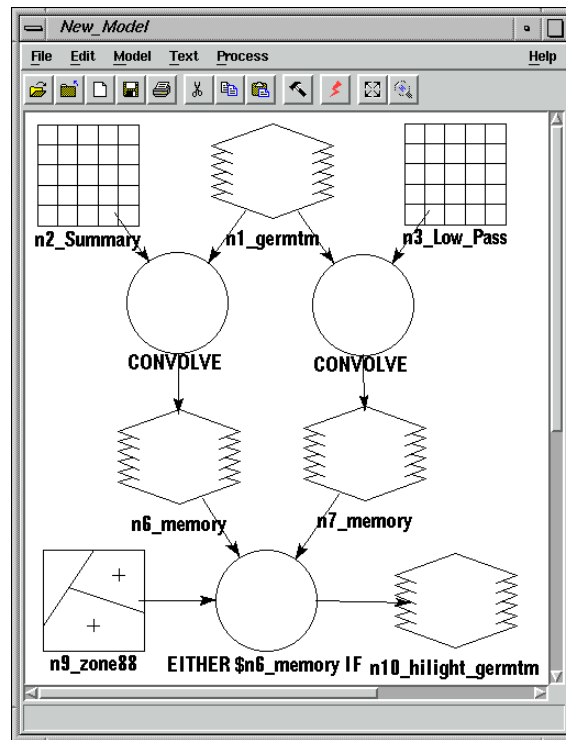 New_Model
File Edit Model Text Process Help
n2_Summary n1_germtm n3_Low_Pass
CONVOLVE CONVOLVE
n6_memory n7_memory
n9_zone88 EITHER $n6_memory IF n10_hilight_germtm